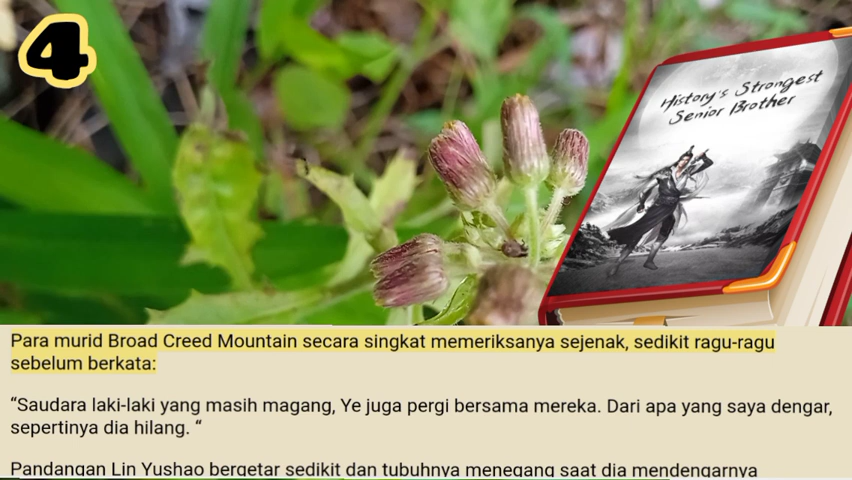 4
History's Strongest
Senior Brother
Para murid Broad Creed Mountain secara singkat memeriksanya sejenak, sedikit ragu-ragu
sebelum berkata:
“Saudara laki-laki yang masih magang, Ye juga pergi bersama mereka. Dari apa yang saya dengar,
sepertinya dia hilang. “
Pandangan Lin Yushao bergetar sedikit dan tubuhnya menegang saat dia mendengarnya